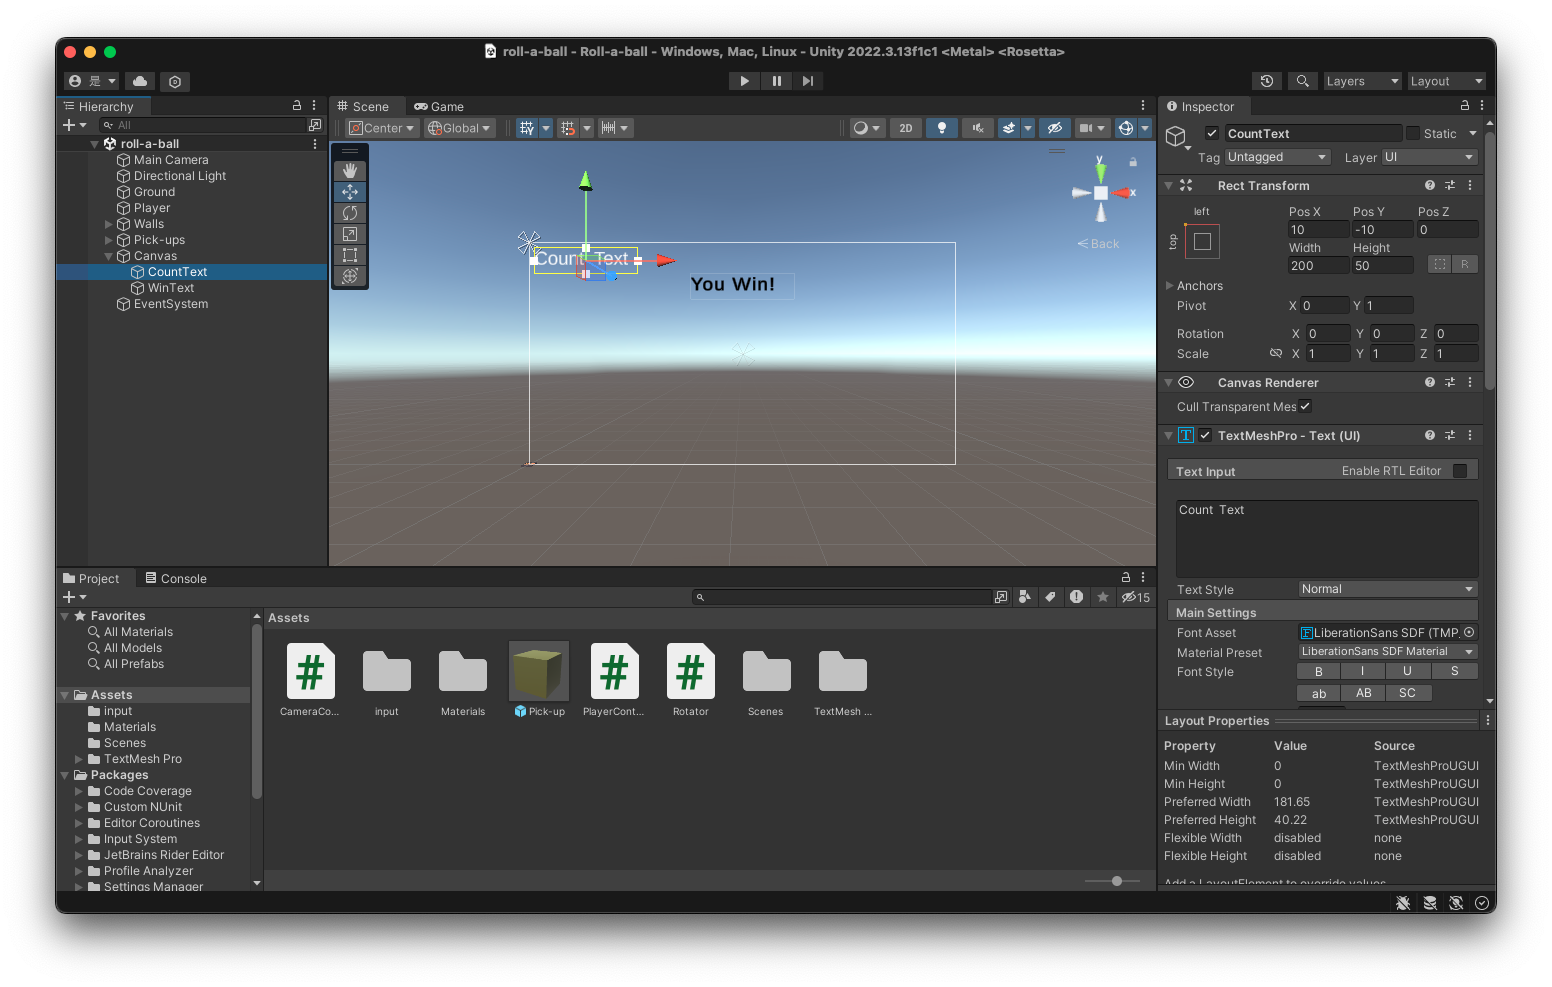 roll-a-ball - Roll-a-ball - Windows, Mac, Linux - Unity 2022.3.13f1c1 <Metal> <Rosetta>
是
Layers
Layout
Hierarchy
All
roll-a-ball
Main Camera
Directional Light
Ground
Player
Walls
Pick-ups
Canvas
CountText
WinText
EventSystem
Scene
Game
Center
Global
2D
Count Text
You Win!
y
x
Back
Inspector
CountText
Static
Tag Untagged Layer UI
Rect Transform
left
top
Pos X Pos Y Pos Z
10 -10 0
Width Height
200 50
R
Anchors
Pivot X 0 Y 1
Rotation X 0 Y 0 Z 0
Scale X 1 Y 1 Z 1
Canvas Renderer
Cull Transparent Mes
TextMeshPro - Text (UI)
Text Input Enable RTL Editor
Count Text
Text Style Normal
Main Settings
Font Asset LiberationSans SDF (TMP_
Material Preset LiberationSans SDF Material
Font Style B I U S
ab AB SC
Layout Properties
Property Value Source
Min Width 0 TextMeshProUGUI
Min Height 0 TextMeshProUGUI
Preferred Width 181.65 TextMeshProUGUI
Preferred Height 40.22 TextMeshProUGUI
Flexible Width disabled none
Flexible Height disabled none
Add a LayoutElement to override values
Project
Console
15
Favorites
All Materials
All Models
All Prefabs
Assets
input
Materials
Scenes
TextMesh Pro
Packages
Code Coverage
Custom NUnit
Editor Coroutines
Input System
JetBrains Rider Editor
Profile Analyzer
Settings Manager
Assets
# # #
CameraCo... input Materials Pick-up PlayerCont... Rotator Scenes TextMesh ...